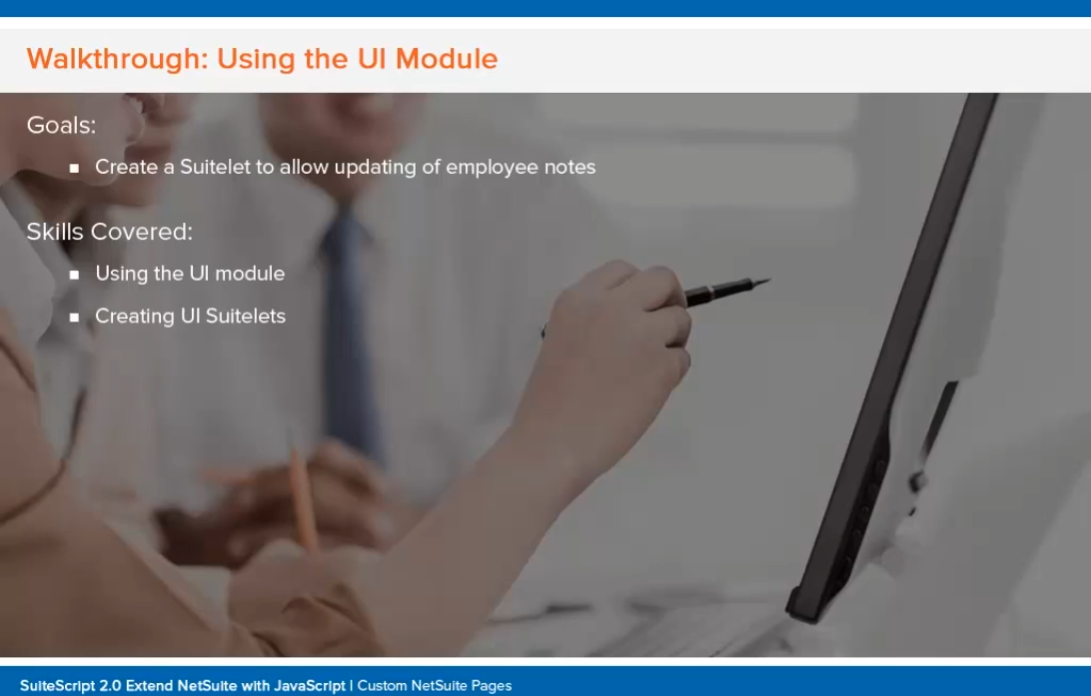 Walkthrough: Using the UI Module
Goals:
▪ Create a Suitelet to allow updating of employee notes
Skills Covered:
▪ Using the UI module
▪ Creating UI Suitelets
SuiteScript 2.0 Extend NetSuite with JavaScript | Custom NetSuite Pages